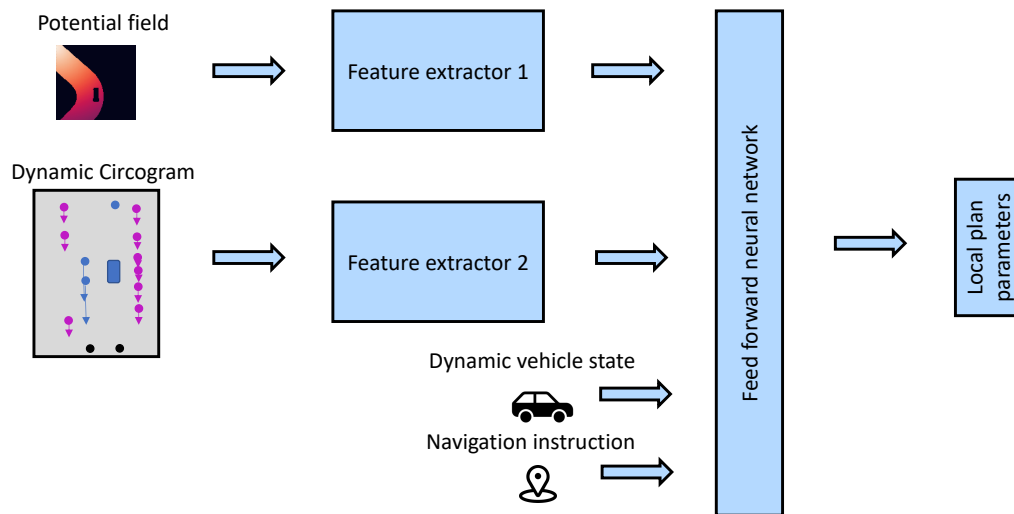 Potential field
Feature extractor 1
Dynamic Circogram
Feature extractor 2
Dynamic vehicle state
Navigation instruction
Feed forward neural network
Local plan
parameters